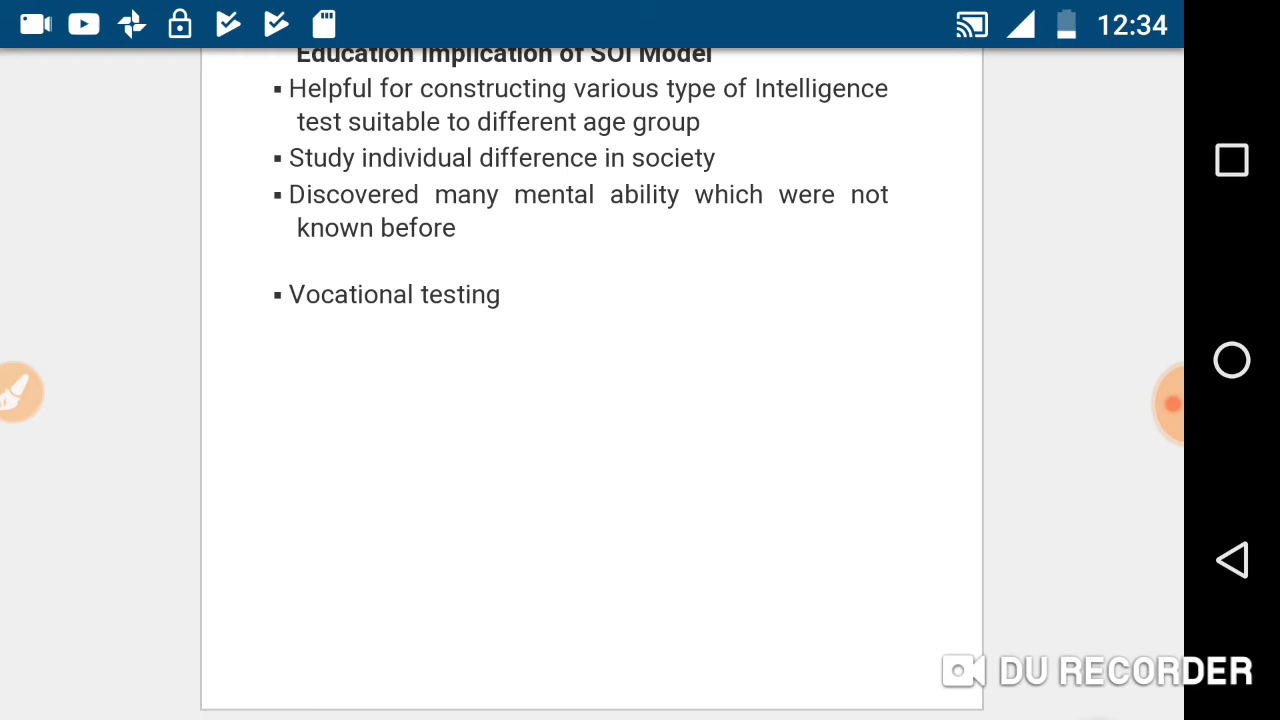 12:34
Education Implication of SOI Model
▪ Helpful for constructing various type of Intelligence
test suitable to different age group
▪ Study individual difference in society
▪ Discovered many mental ability which were not
known before
▪ Vocational testing
DU RECORDER